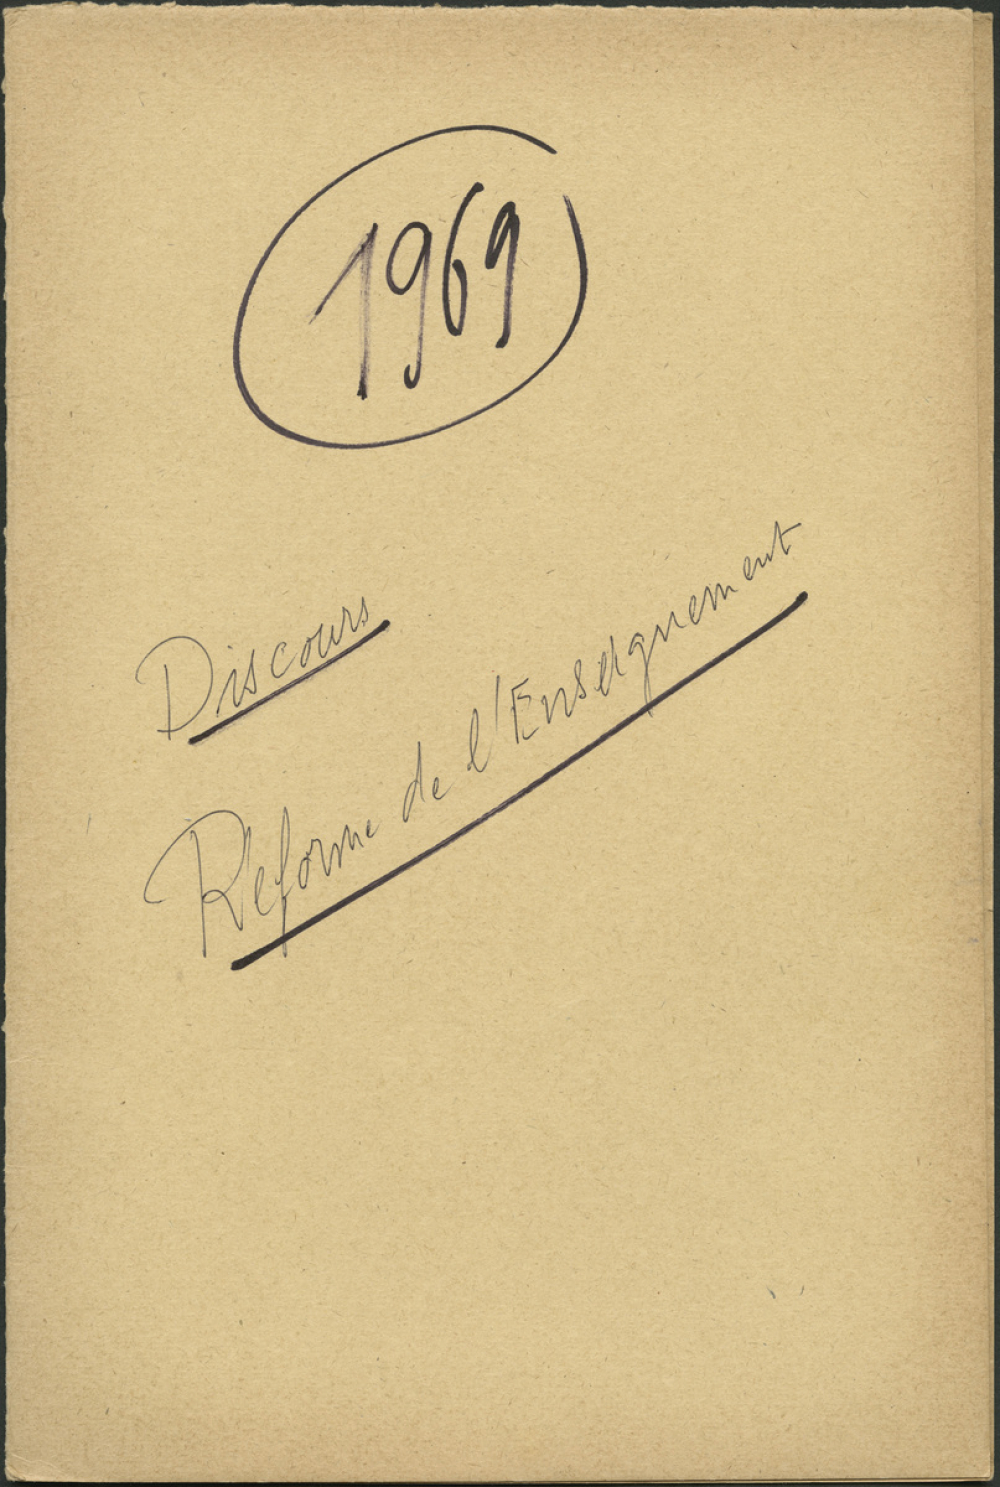 1969
Discours
Réforme de l'Enseignement